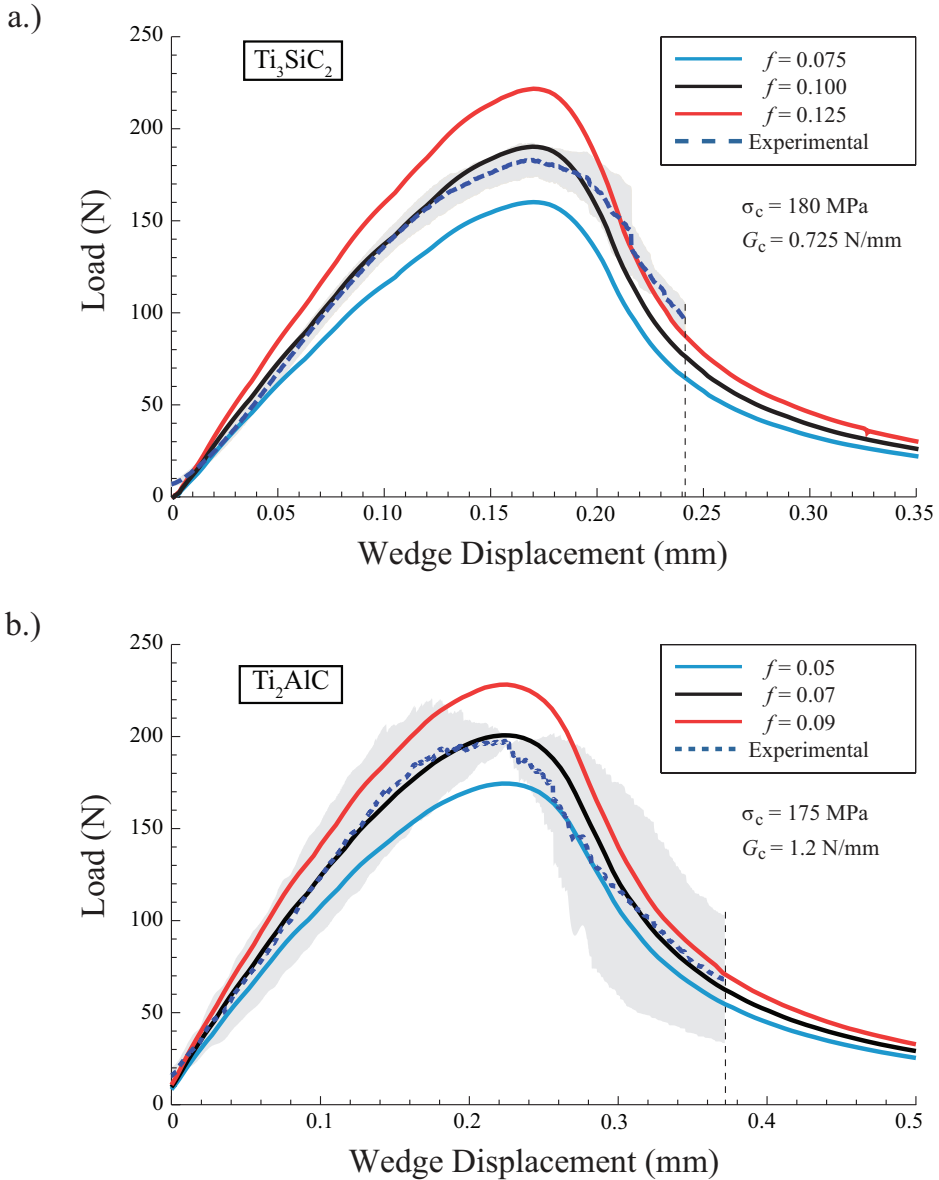 a.)
Ti₃SiC₂
f = 0.075
f = 0.100
f = 0.125
Experimental
σc = 180 MPa
Gc = 0.725 N/mm
Load (N)
250
200
150
100
50
0
0 0.05 0.10 0.15 0.20 0.25 0.30 0.35
Wedge Displacement (mm)
b.)
Ti₂AlC
f = 0.05
f = 0.07
f = 0.09
Experimental
σc = 175 MPa
Gc = 1.2 N/mm
Load (N)
250
200
150
100
50
0
0 0.1 0.2 0.3 0.4 0.5
Wedge Displacement (mm)